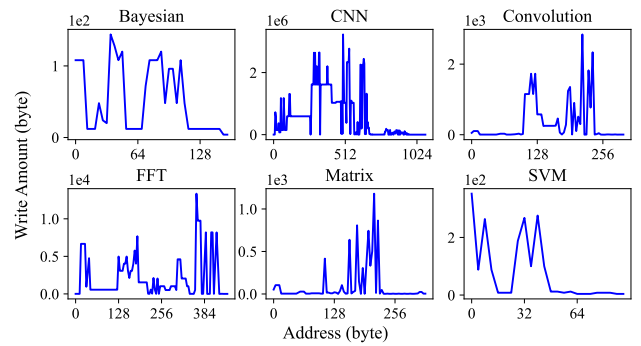 Bayesian CNN Convolution
1e2 1e6 1e3
1 2 2
0 0 0
0 64 128 0 512 1024 0 128 256
Write Amount (byte)
FFT Matrix SVM
1e4 1e3 1e2
1.0 1.0 2
0.5 0.5
0.0 0.0 0
0 128 256 384 0 128 256 0 32 64
Address (byte)